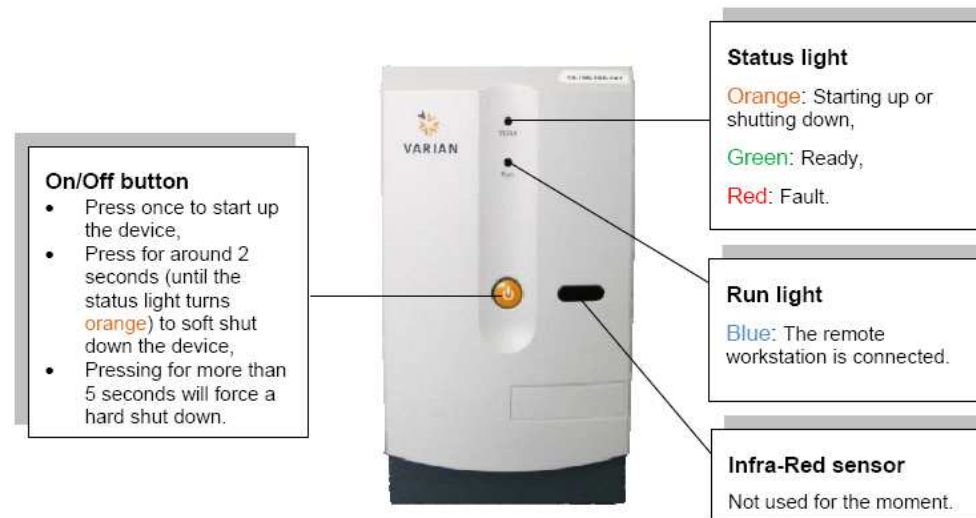 On/Off button
• Press once to start up
the device,
• Press for around 2
seconds (until the
status light turns
orange) to soft shut
down the device,
• Pressing for more than
5 seconds will force a
hard shut down.
VARIAN
Run
Status light
Orange: Starting up or
shutting down,
Green: Ready,
Red: Fault.
Run light
Blue: The remote
workstation is connected.
Infra-Red sensor
Not used for the moment.